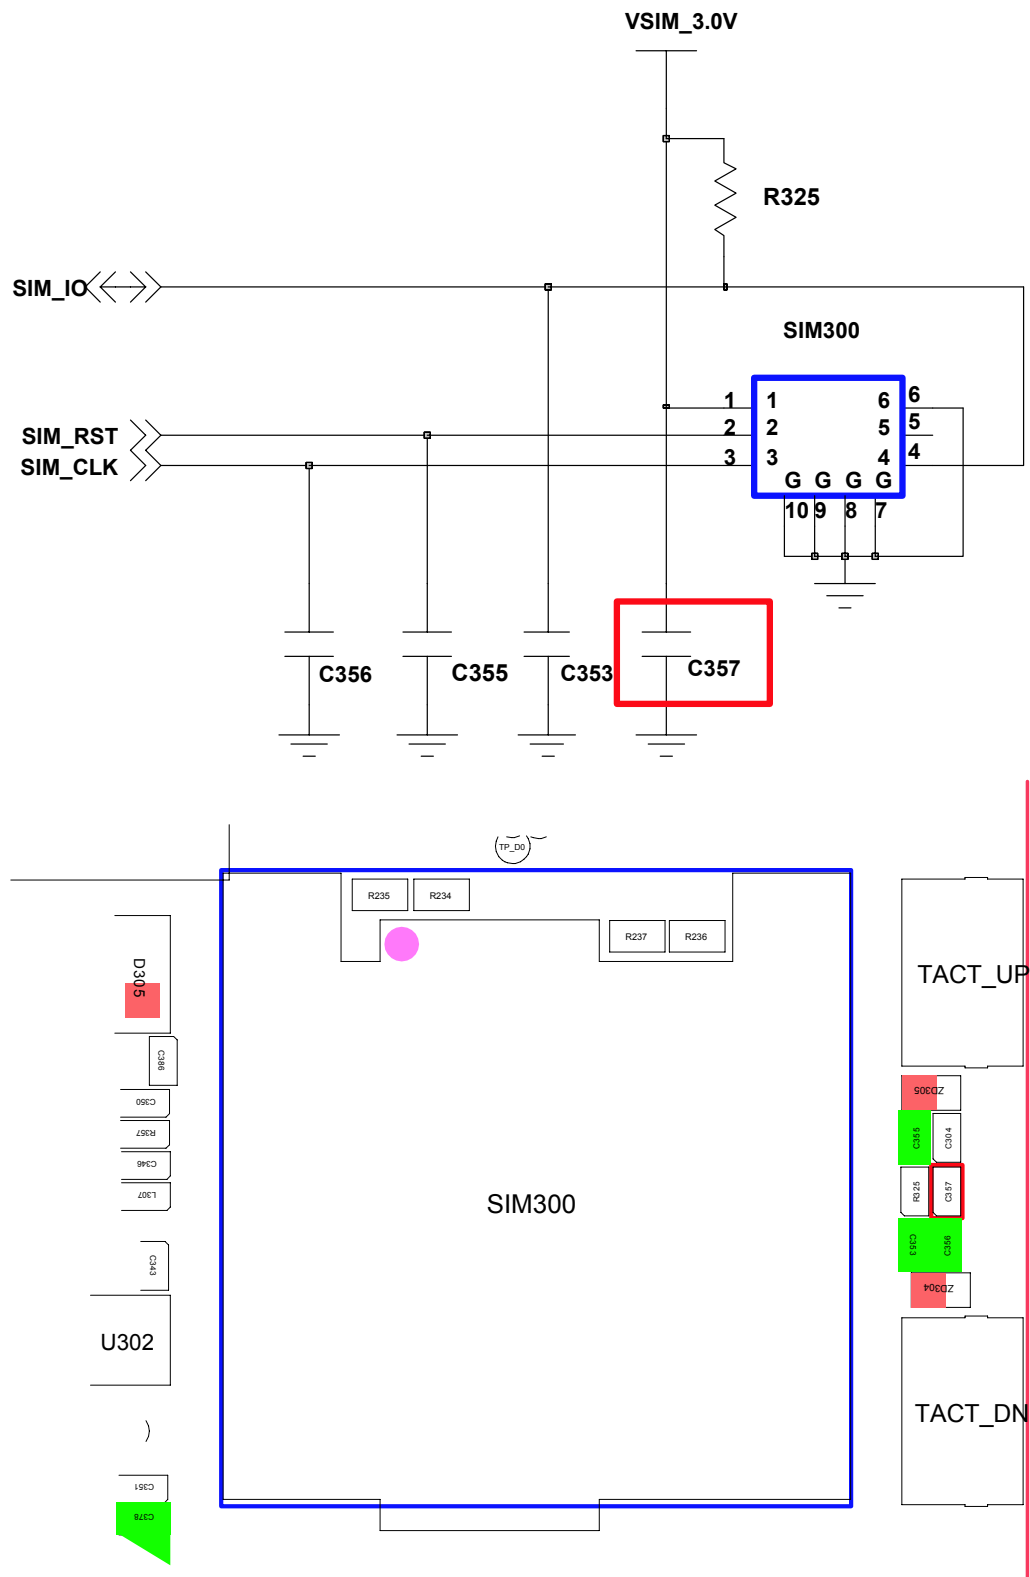 VSIM_3.0V
R325
SIM_IO
SIM300
1 1 6 6
SIM_RST 2 2 5 5
SIM_CLK 3 3 4 4
G G G G
10 9 8 7
C356 C355 C353 C357
TP_D0
R235 R234
R237 R236
D305
TACT_UP
C386
ZD305
C350
R357
C355 C304
C346
L307
R325 C357
SIM300
C343
C353 C356
ZD304
U302
TACT_DN
C351
C378